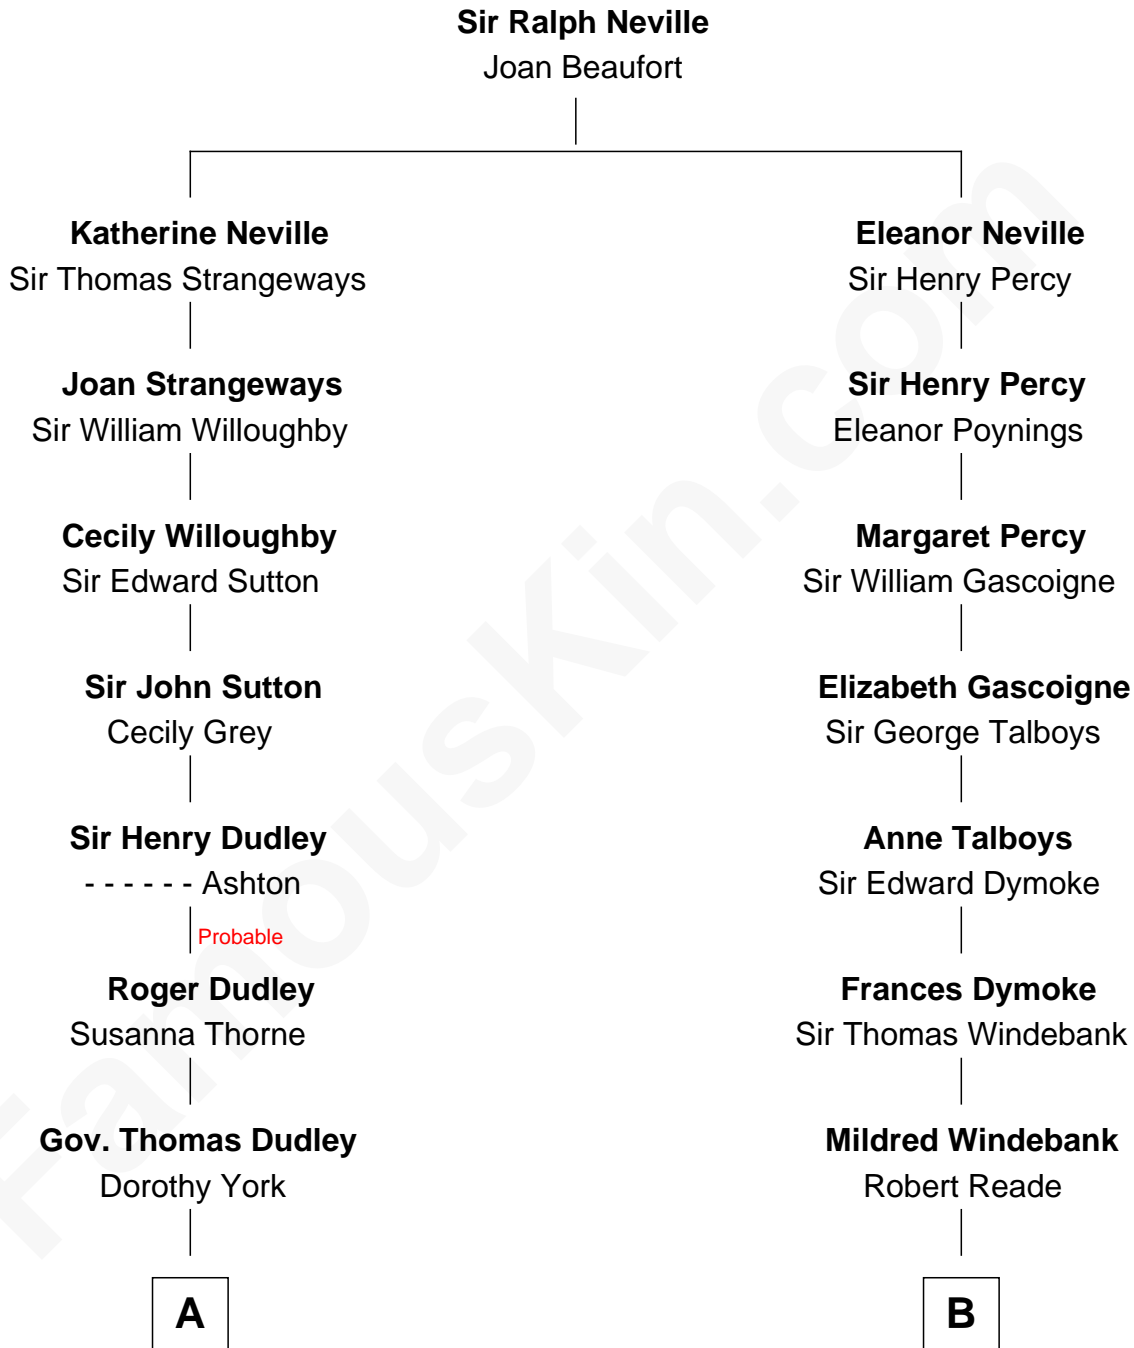 Sir Ralph Neville
Joan Beaufort
Katherine Neville
Sir Thomas Strangeways
Eleanor Neville
Sir Henry Percy
Joan Strangeways
Sir William Willoughby
Sir Henry Percy
Eleanor Poynings
Cecily Willoughby
Sir Edward Sutton
Margaret Percy
Sir William Gascoigne
Sir John Sutton
Cecily Grey
Elizabeth Gascoigne
Sir George Talboys
Sir Henry Dudley
- - - - - - Ashton
Probable
Anne Talboys
Sir Edward Dymoke
Roger Dudley
Susanna Thorne
Frances Dymoke
Sir Thomas Windebank
Gov. Thomas Dudley
Dorothy York
Mildred Windebank
Robert Reade
A
B
FamousKin.com